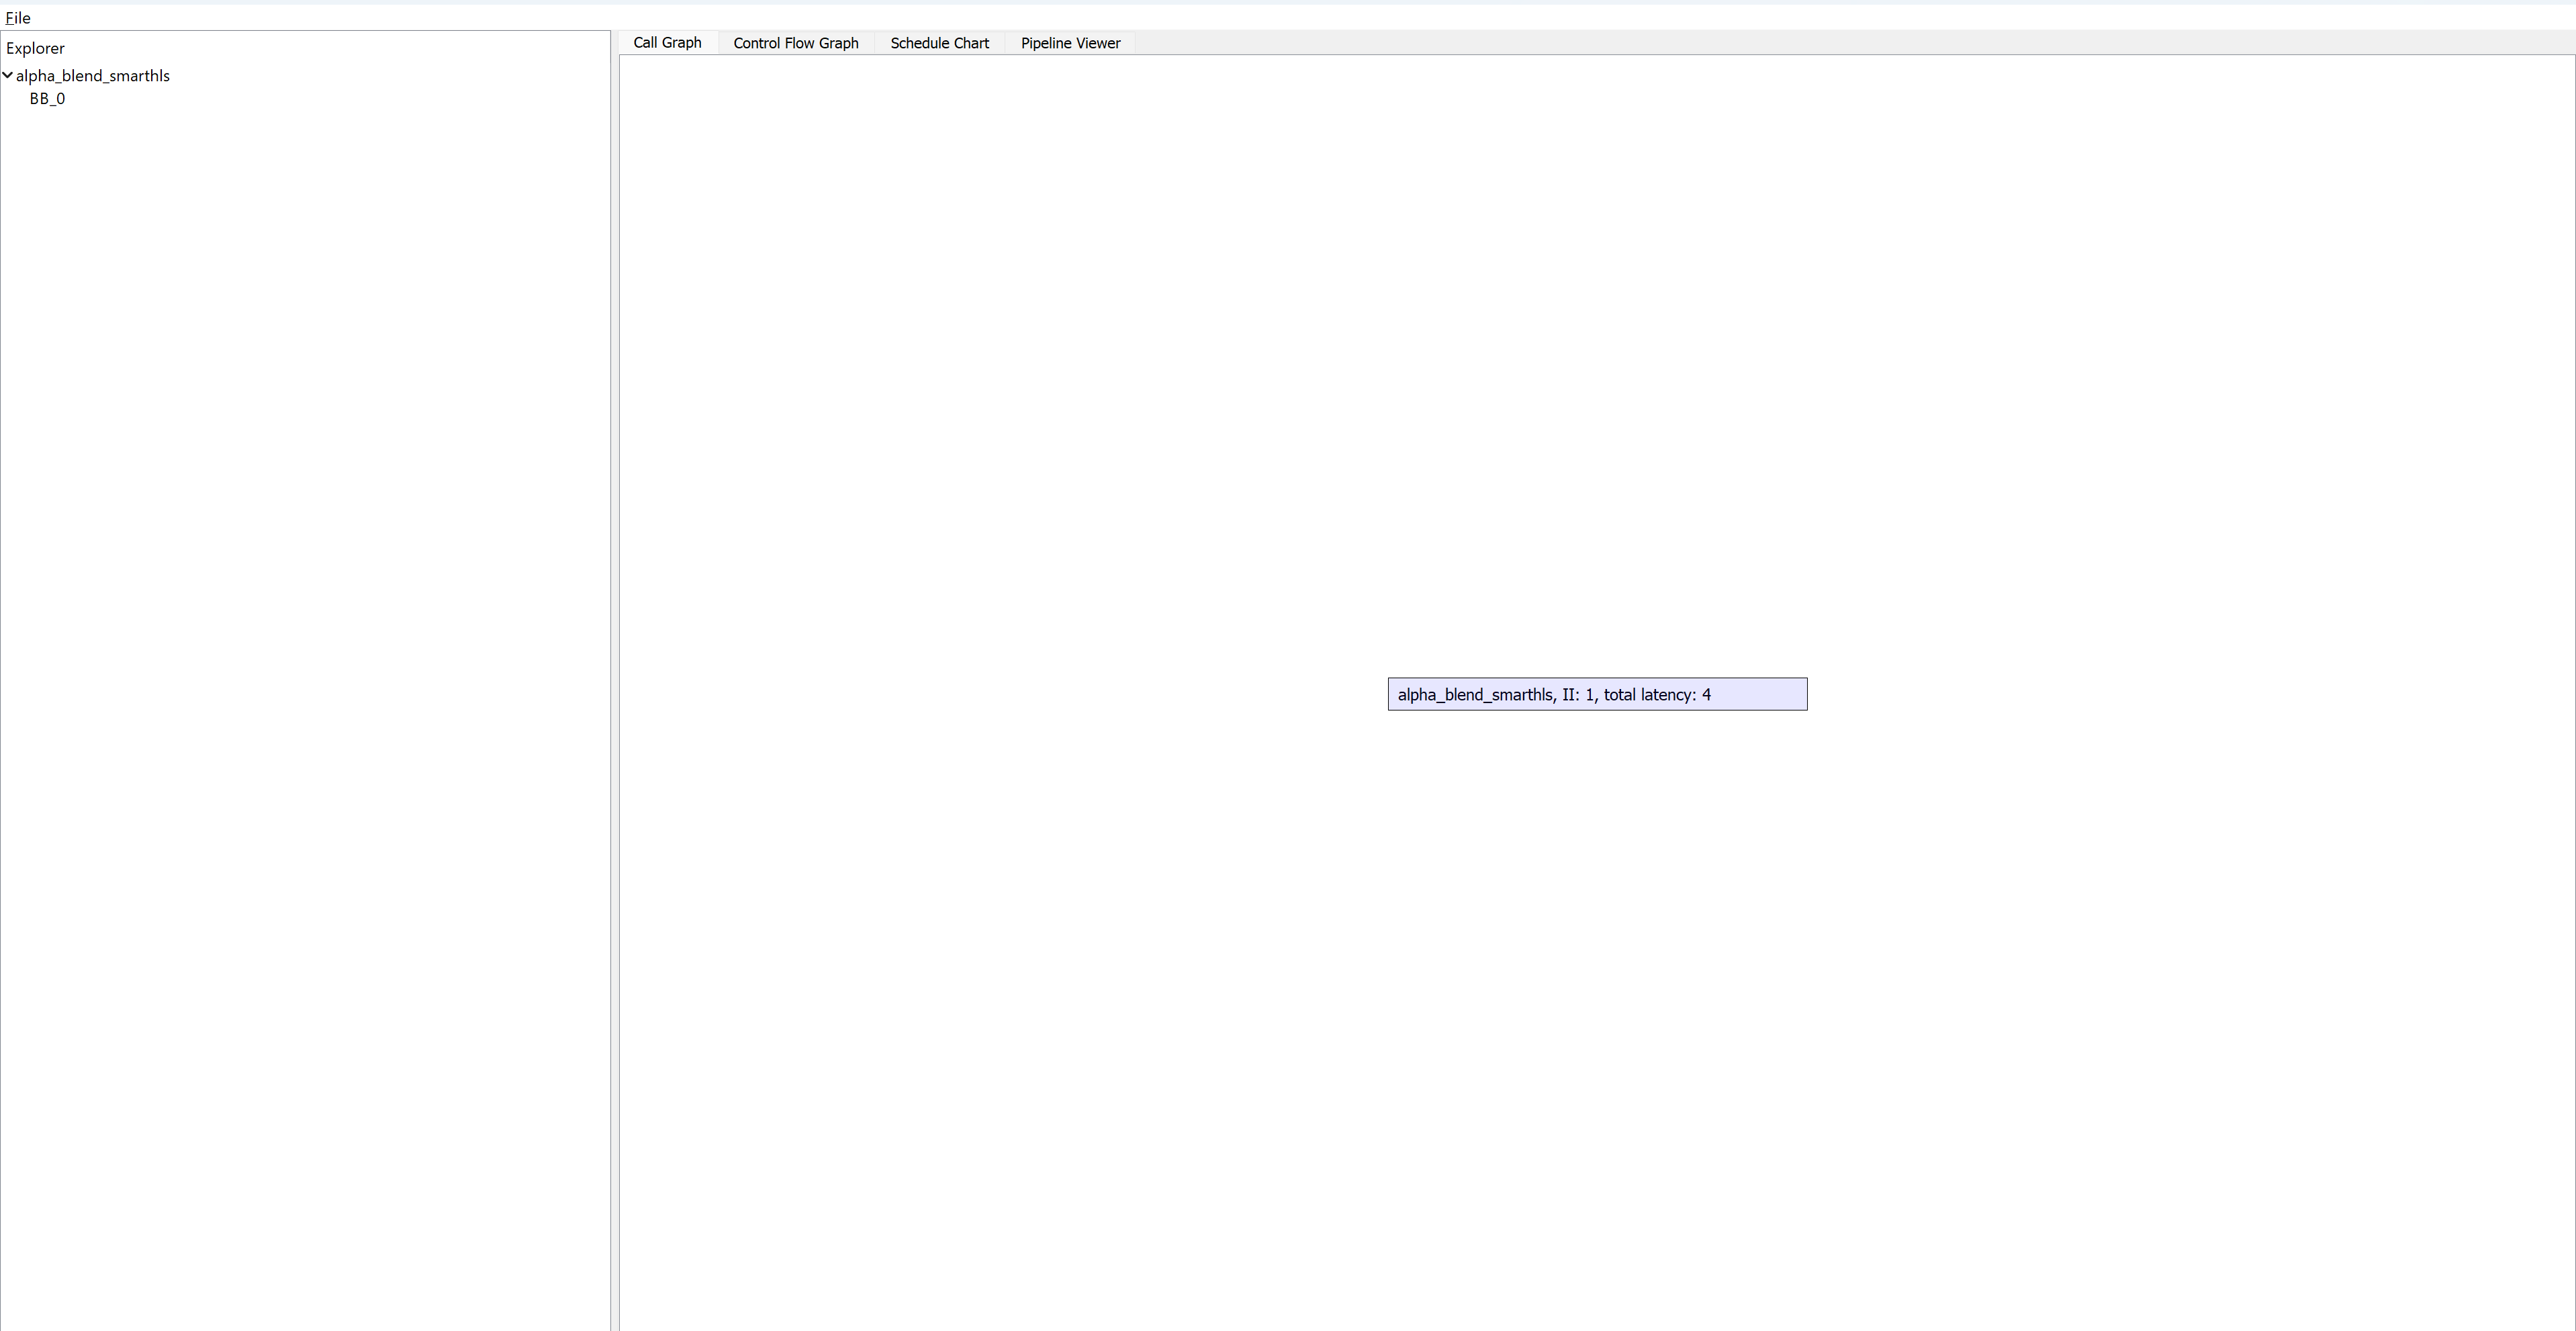 File
Explorer
alpha_blend_smarthls
BB_0
Call Graph Control Flow Graph Schedule Chart Pipeline Viewer
alpha_blend_smarthls, II: 1, total latency: 4